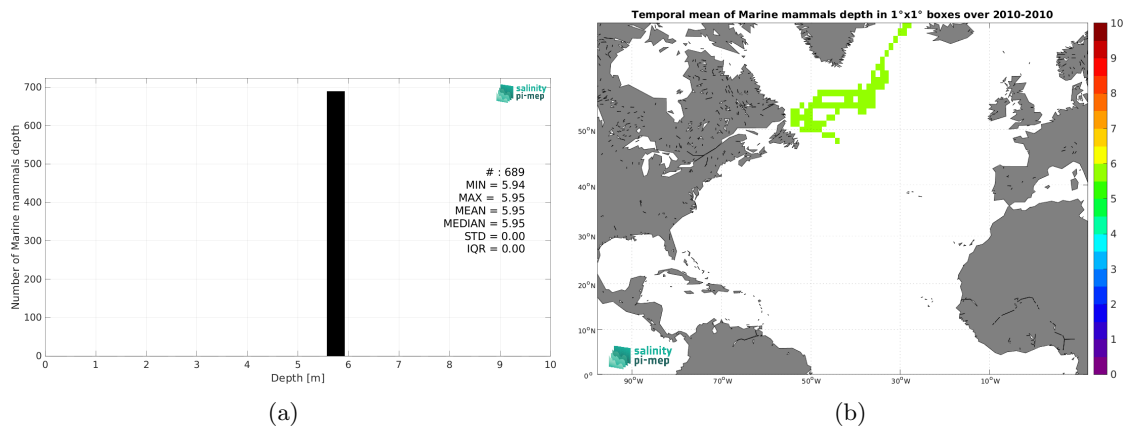 700
600
500
400
300
200
100
0
Number of Marine mammals depth
0 1 2 3 4 5 6 7 8 9 10
Depth [m]
salinity
pi-mep
# : 689
MIN = 5.94
MAX = 5.95
MEAN = 5.95
MEDIAN = 5.95
STD = 0.00
IQR = 0.00
(a)
Temporal mean of Marine mammals depth in 1°x1° boxes over 2010-2010
50°N
40°N
30°N
20°N
10°N
0°
90°W 70°W 50°W 30°W 10°W
salinity
pi-mep
10
9
8
7
6
5
4
3
2
1
0
(b)